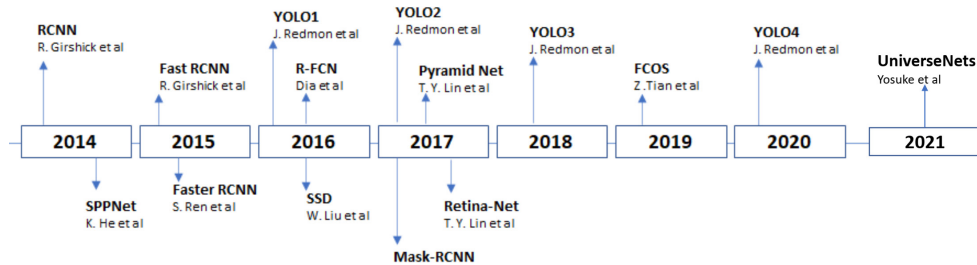 RCNN
R. Girshick et al
Fast RCNN
R. Girshick et al
YOLO1
J. Redmon et al
R-FCN
Dia et al
YOLO2
J. Redmon et al
Pyramid Net
T. Y. Lin et al
YOLO3
J. Redmon et al
FCOS
Z .Tian et al
YOLO4
J. Redmon et al
UniverseNets
Yosuke et al
2014
2015
2016
2017
2018
2019
2020
2021
SPPNet
K. He et al
Faster RCNN
S. Ren et al
SSD
W. Liu et al
Mask-RCNN
Retina-Net
T. Y. Lin et al